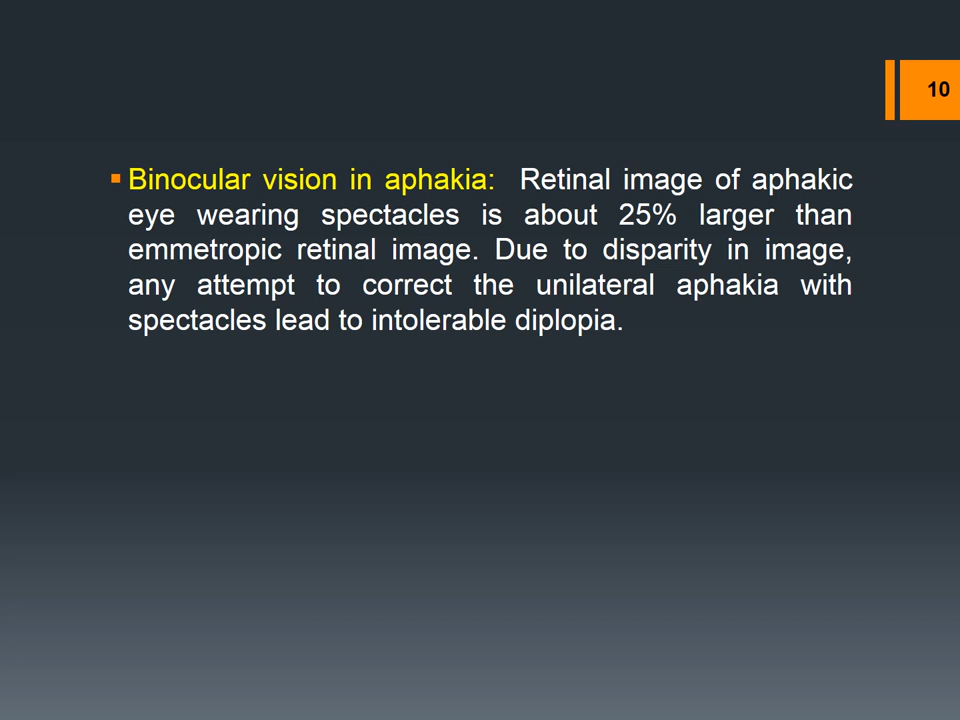 10
Binocular vision in aphakia: Retinal image of aphakic
eye wearing spectacles is about 25% larger than
emmetropic retinal image. Due to disparity in image,
any attempt to correct the unilateral aphakia with
spectacles lead to intolerable diplopia.